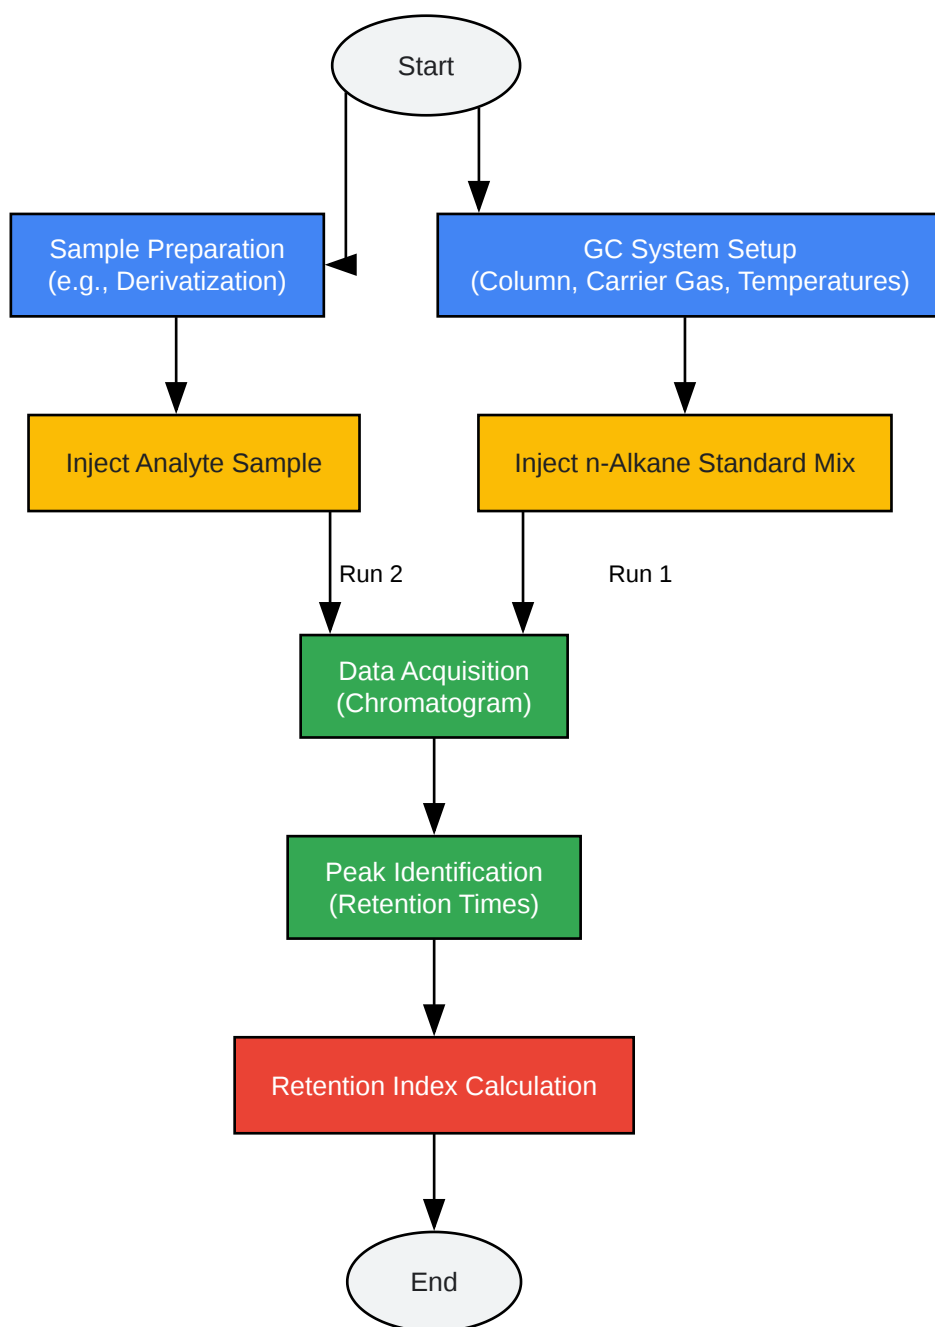 Start
Sample Preparation
(e.g., Derivatization)
GC System Setup
(Column, Carrier Gas, Temperatures)
Inject Analyte Sample
Inject n-Alkane Standard Mix
Run 2
Run 1
Data Acquisition
(Chromatogram)
Peak Identification
(Retention Times)
Retention Index Calculation
End